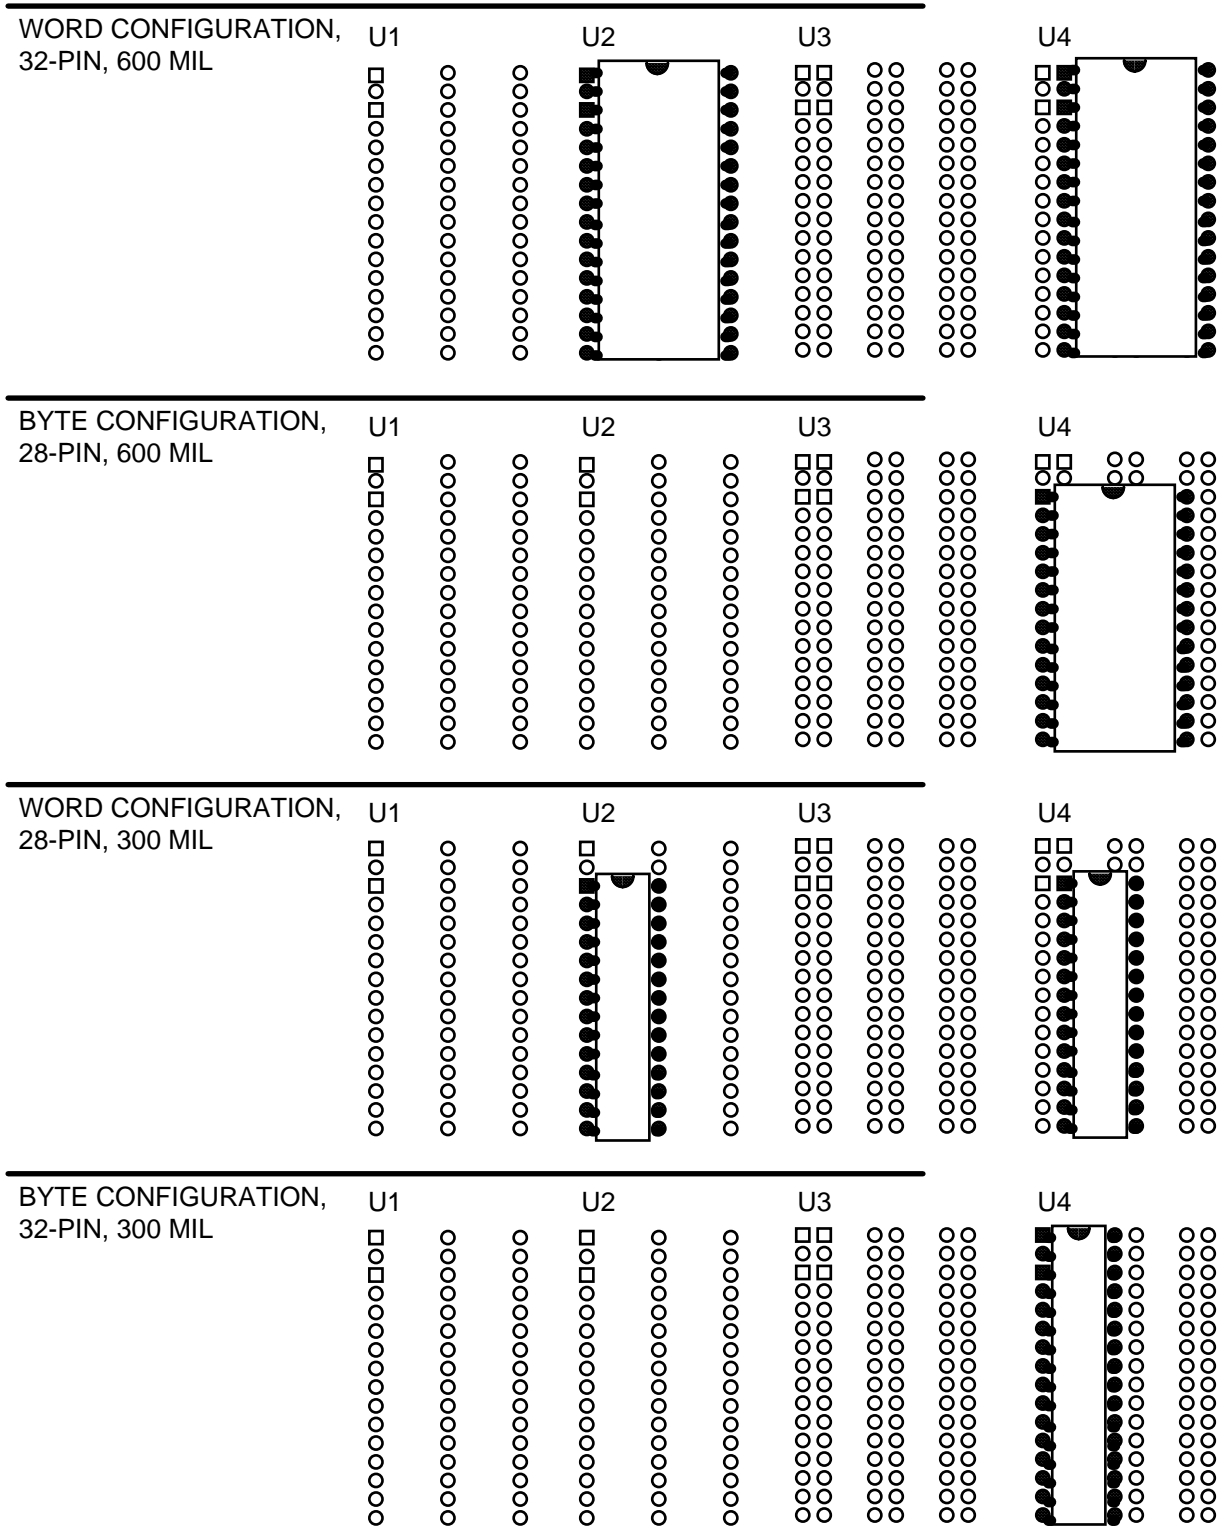 WORD CONFIGURATION,
32-PIN, 600 MIL
U1 U2 U3 U4
BYTE CONFIGURATION,
28-PIN, 600 MIL
U1 U2 U3 U4
WORD CONFIGURATION,
28-PIN, 300 MIL
U1 U2 U3 U4
BYTE CONFIGURATION,
32-PIN, 300 MIL
U1 U2 U3 U4